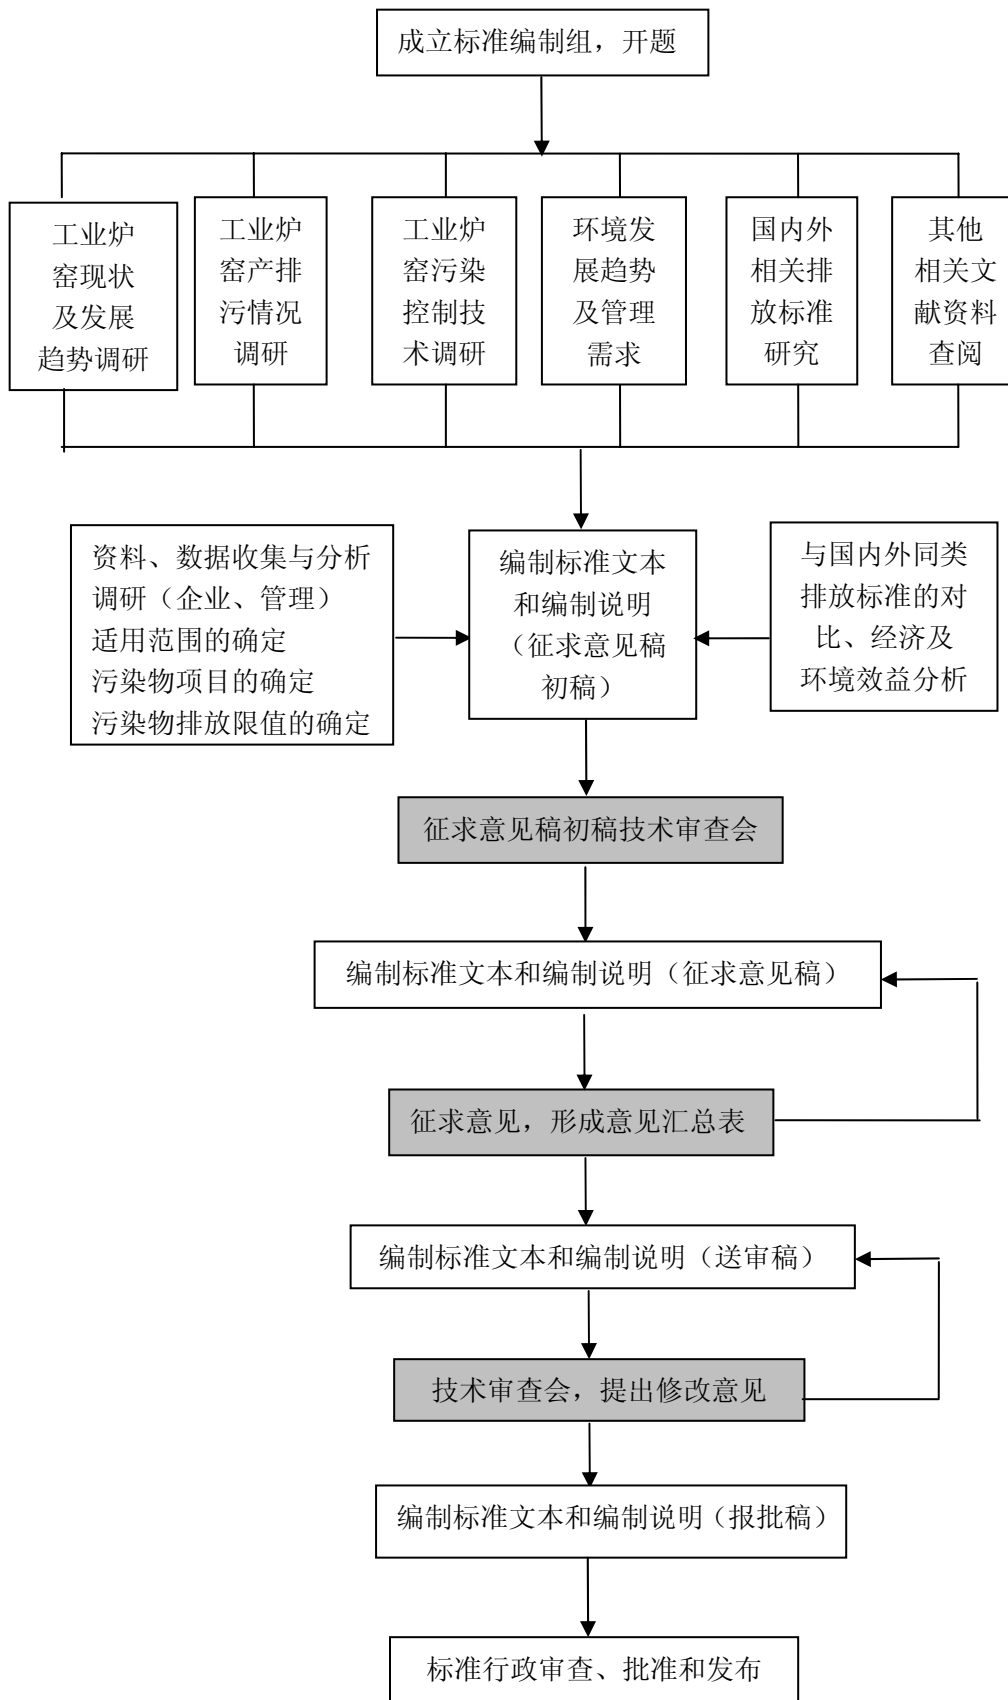 成立标准编制组，开题
工业炉
窑现状
及发展
趋势调研
工业炉
窑产排
污情况
调研
工业炉
窑污染
控制技
术调研
环境发
展趋势
及管理
需求
国内外
相关排
放标准
研究
其他
相关文
献资料
查阅
资料、数据收集与分析
调研（企业、管理）
适用范围的确定
污染物项目的确定
污染物排放限值的确定
编制标准文本
和编制说明
（征求意见稿
初稿）
与国内外同类
排放标准的对
比、经济及
环境效益分析
征求意见稿初稿技术审查会
编制标准文本和编制说明（征求意见稿）
征求意见，形成意见汇总表
编制标准文本和编制说明（送审稿）
技术审查会，提出修改意见
编制标准文本和编制说明（报批稿）
标准行政审查、批准和发布